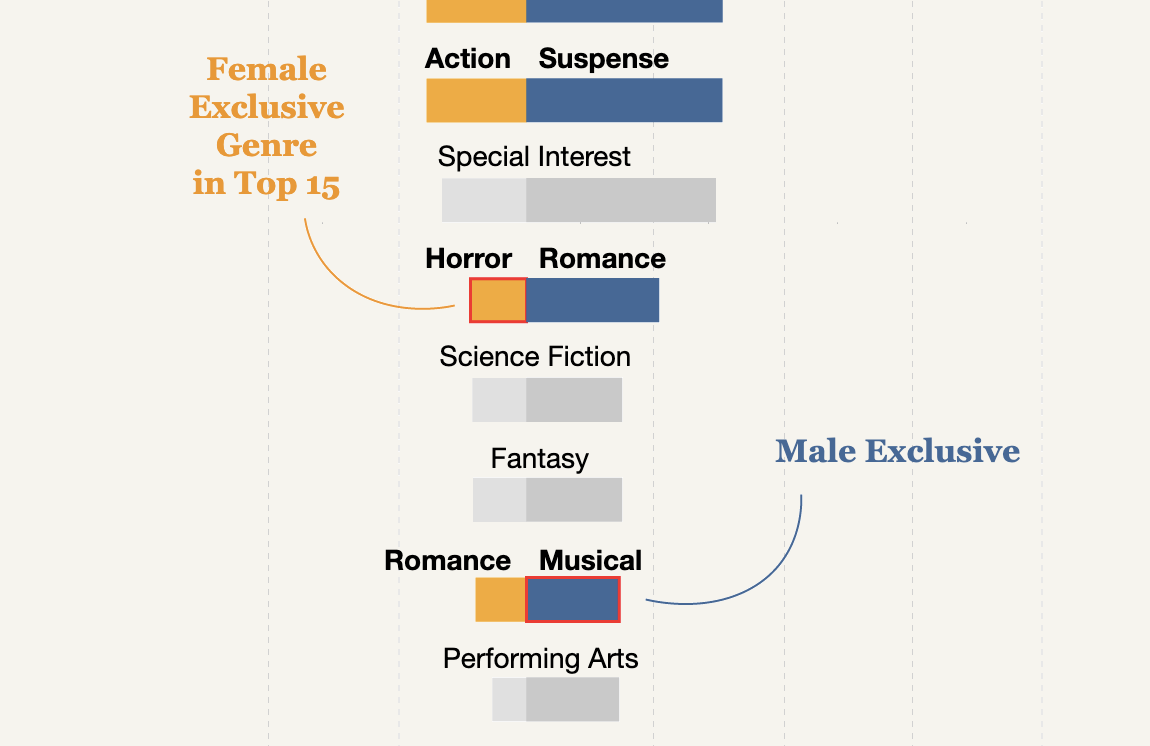 Action Suspense
Female
Exclusive
Genre
in Top 15
Special Interest
Horror Romance
Science Fiction
Fantasy
Male Exclusive
Romance Musical
Performing Arts